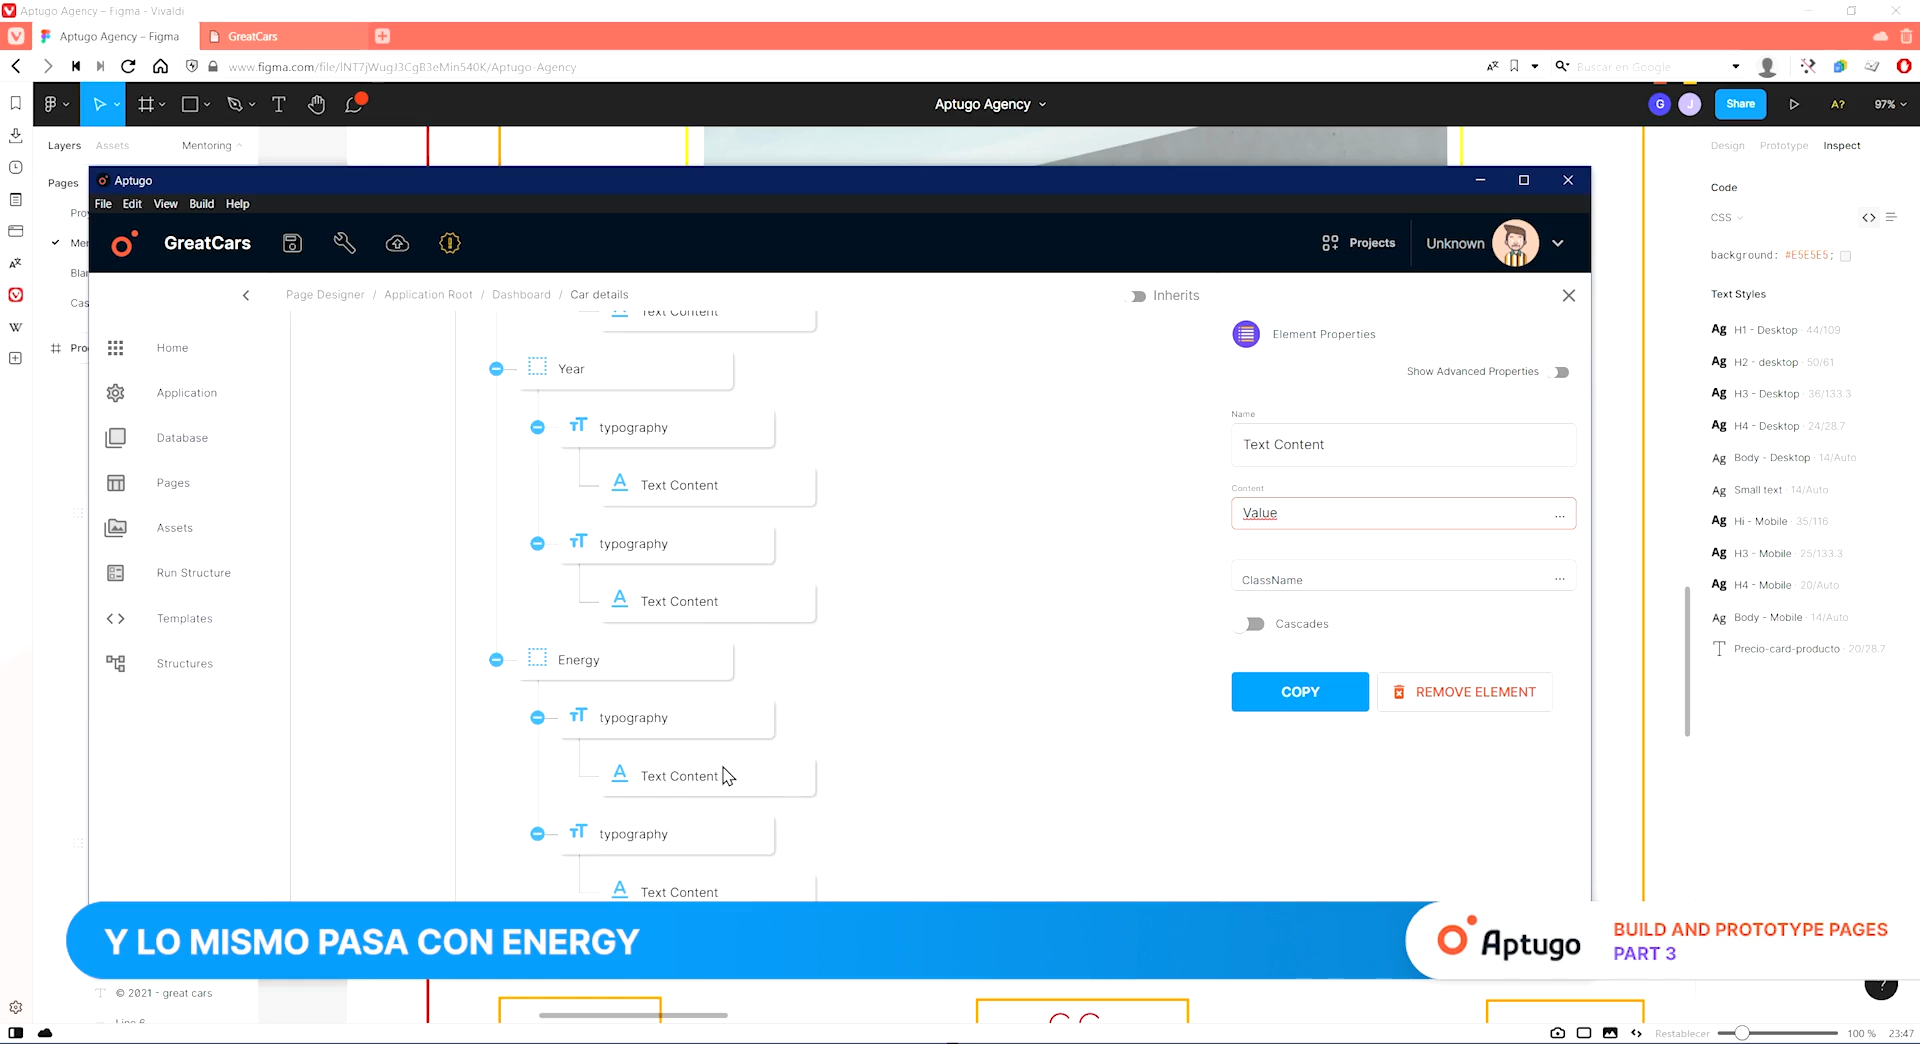 Aptugo Agency – Figma - Vivaldi
Aptugo Agency – Figma
GreatCars
www.figma.com/file/lNT7jWugJ3CgB3eMin540K/Aptugo-Agency
Buscar en Google
Aptugo Agency
G
J
Share
A?
97%
Layers
Assets
Mentoring
Design
Prototype
Inspect
Pages
Aptugo
File
Edit
View
Build
Help
GreatCars
Projects
Unknown
Page Designer / Application Root / Dashboard / Car details
Inherits
Home
Application
Database
Pages
Assets
Run Structure
Templates
Structures
Text Content
Year
typography
Text Content
typography
Text Content
Energy
typography
Text Content
typography
Text Content
Element Properties
Show Advanced Properties
Name
Text Content
Content
Value
...
ClassName
...
Cascades
COPY
REMOVE ELEMENT
Code
CSS
background: #E5E5E5;
Text Styles
Ag H1 - Desktop · 44/109
Ag H2 - desktop · 50/61
Ag H3 - Desktop · 36/133.3
Ag H4 - Desktop · 24/28.7
Ag Body - Desktop · 14/Auto
Ag Small text · 14/Auto
Ag Hi - Mobile · 35/116
Ag H3 - Mobile · 25/133.3
Ag H4 - Mobile · 20/Auto
Ag Body - Mobile · 14/Auto
Precio-card-producto · 20/28.7
Y LO MISMO PASA CON ENERGY
Aptugo
BUILD AND PROTOTYPE PAGES
PART 3
© 2021 - great cars
Line 6
?
Restablecer
100 %
23:47